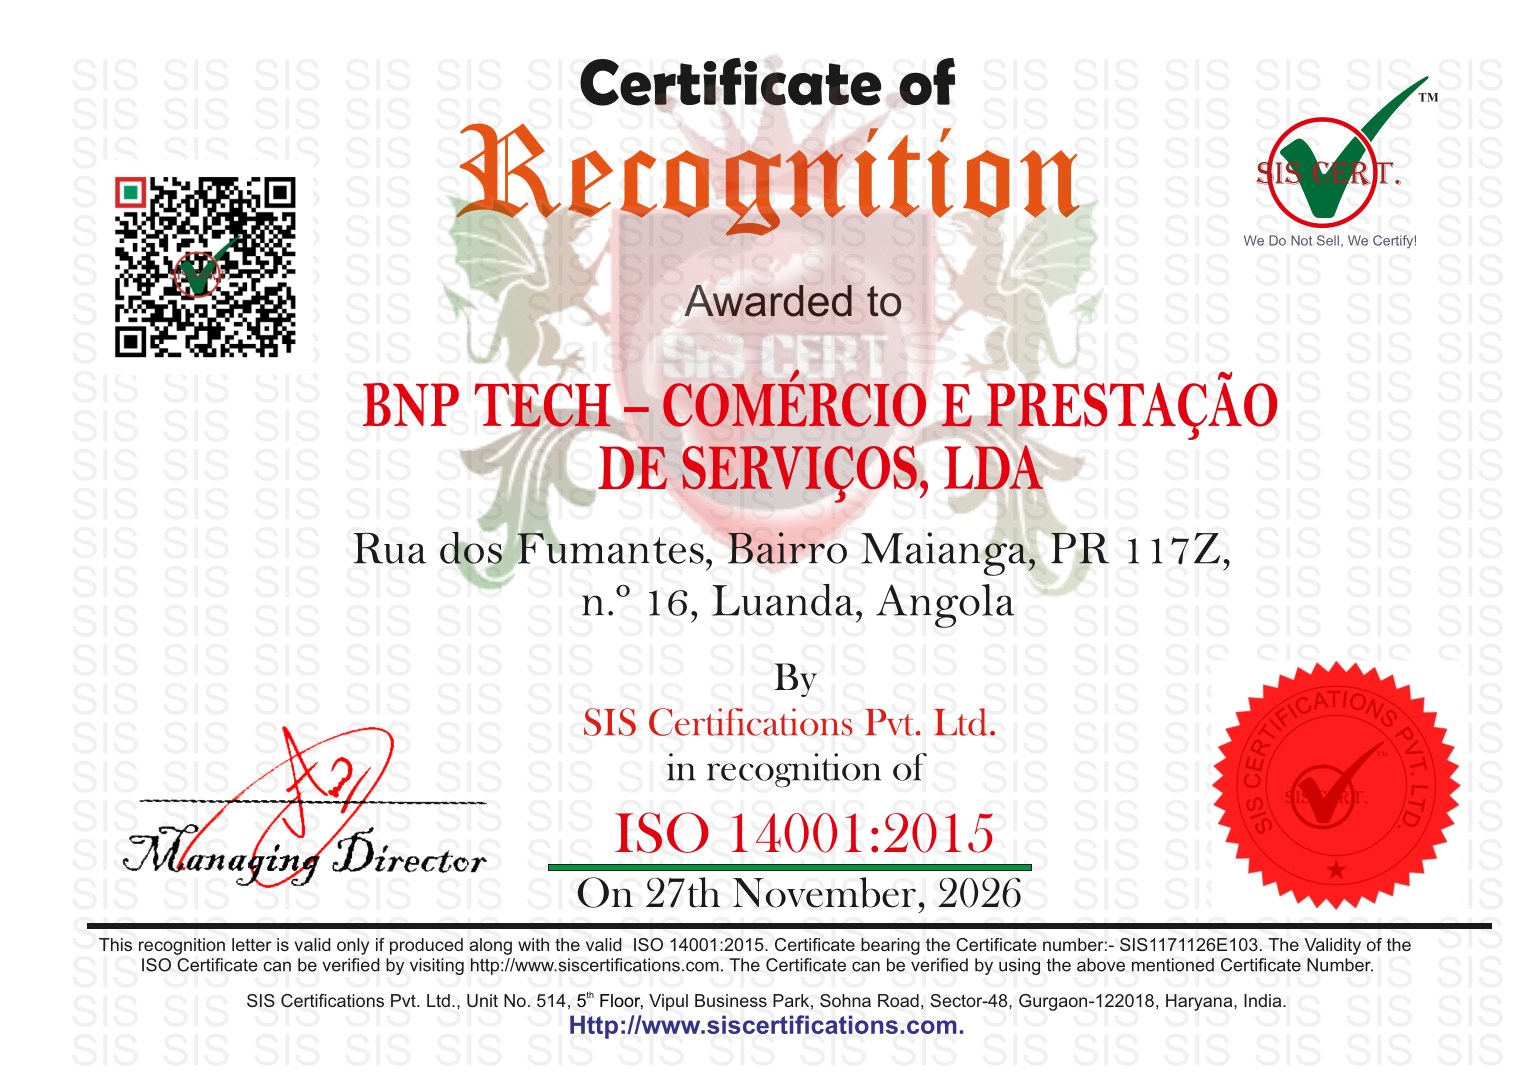 Certificate of
Recognition
SIS CERT.
TM
We Do Not Sell, We Certify!
Awarded to
SIS CERT
BNP TECH – COMÉRCIO E PRESTAÇÃO
DE SERVIÇOS, LDA
Rua dos Fumantes, Bairro Maianga, PR 117Z,
n.º 16, Luanda, Angola
By
SIS Certifications Pvt. Ltd.
in recognition of
ISO 14001:2015
On 27th November, 2026
Managing Director
SIS CERTIFICATIONS PVT. LTD.
SIS CERT.
This recognition letter is valid only if produced along with the valid ISO 14001:2015. Certificate bearing the Certificate number:- SIS1171126E103. The Validity of the
ISO Certificate can be verified by visiting http://www.siscertifications.com. The Certificate can be verified by using the above mentioned Certificate Number.
SIS Certifications Pvt. Ltd., Unit No. 514, 5th Floor, Vipul Business Park, Sohna Road, Sector-48, Gurgaon-122018, Haryana, India.
Http://www.siscertifications.com.